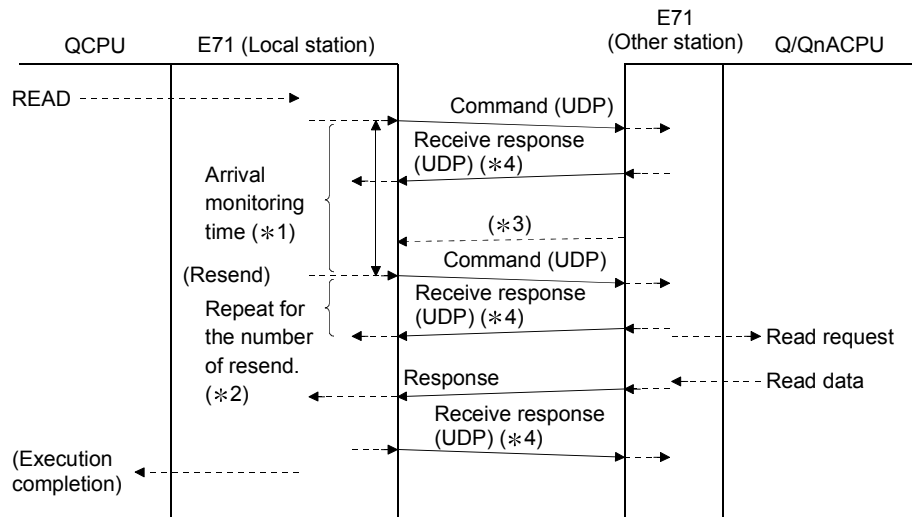 QCPU
E71 (Local station)
E71
(Other station)
Q/QnACPU
READ
Command (UDP)
Receive response
(UDP) (∗4)
Arrival
monitoring
time (∗1)
(∗3)
(Resend)
Command (UDP)
Receive response
(UDP) (∗4)
Repeat for
the number
of resend.
(∗2)
Read request
Read data
Response
Receive response
(UDP) (∗4)
(Execution
completion)